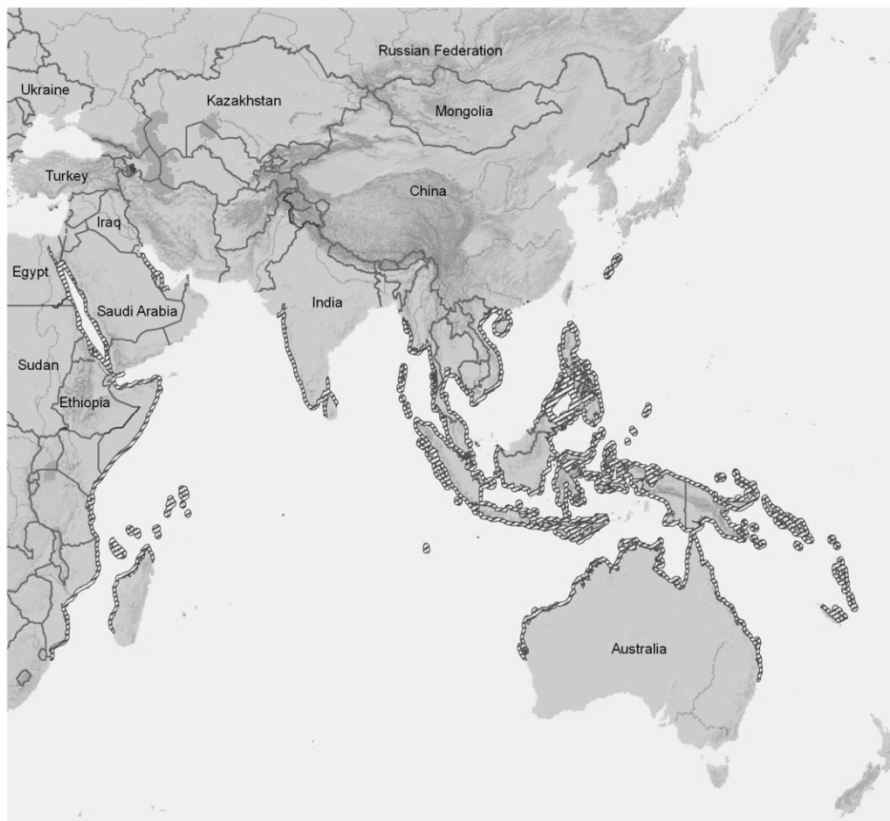 Russian Federation
Ukraine
Kazakhstan
Mongolia
Turkey
China
Iraq
Egypt
Saudi Arabia
India
Sudan
Ethiopia
Australia